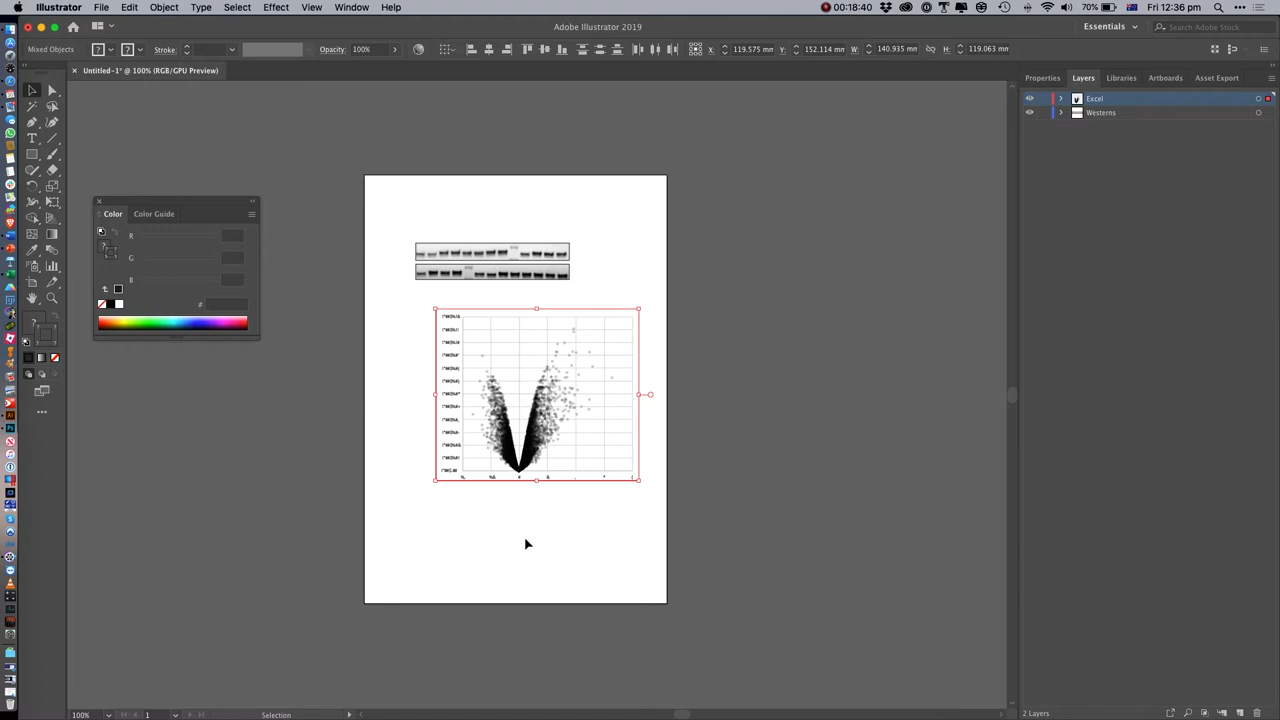 Illustrator File Edit Object Type Select Effect View Window Help 00:18:40 70% Fri 12:36 pm
Adobe Illustrator 2019 Essentials Search Adobe Stock
Mixed Objects ? ? Stroke: Opacity: 100% X: 119.575 mm Y: 152.114 mm W: 140.935 mm H: 119.063 mm
× Untitled-1* @ 100% (RGB/GPU Preview)
Properties Layers Libraries Artboards Asset Export
Excel
Westerns
Color Color Guide
R
G
B
#
100% 1 Selection
2 Layers